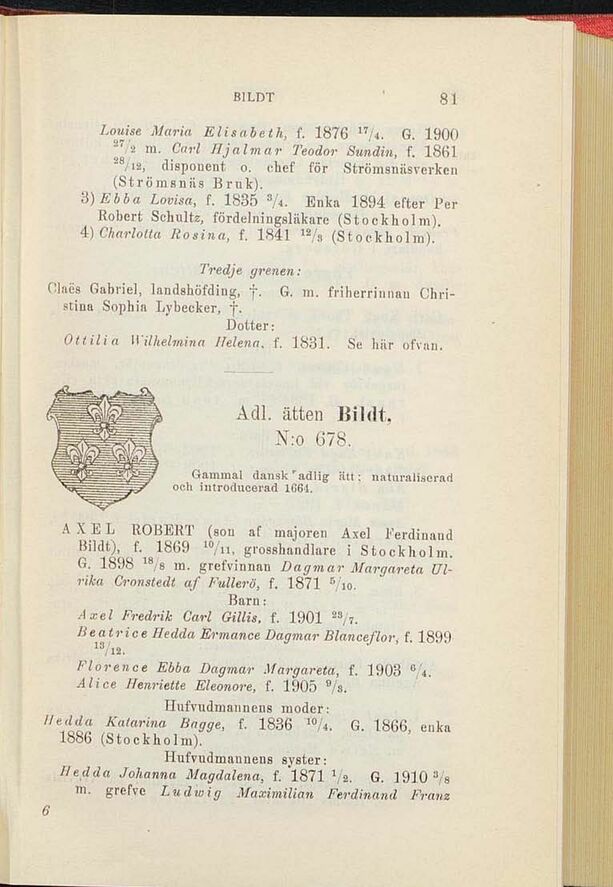 BILDT 81
Louise Maria Elisabeth, f. 1876 17/4. G. 1900
27/2 m. Carl Hjalmar Teodor Sundin, f. 1861
28/12, disponent o. chef för Strömsnäsverken
(Strömsnäs Bruk).
3) Ebba Lovisa, f. 1835 3/4. Enka 1894 efter Per
Robert Schultz, fördelningsläkare (Stockholm).
4) Charlotta Rosina, f. 1841 12/8 (Stockholm).
Tredje grenen:
Claës Gabriel, landshöfding, †. G. m. friherrinnan Chri-
stina Sophia Lybecker, †.
Dotter:
Ottilia Wilhelmina Helena, f. 1831. Se här ofvan.
Adl. ätten Bildt.
N:o 678.
Gammal dansk adlig ätt; naturaliserad
och introducerad 1664.
AXEL ROBERT (son af majoren Axel Ferdinand
Bildt), f. 1869 10/11, grosshandlare i Stockholm.
G. 1898 18/8 m. grefvinnan Dagmar Margareta Ul-
rika Cronstedt af Fullerö, f. 1871 5/10.
Barn:
Axel Fredrik Carl Gillis, f. 1901 23/7.
Beatrice Hedda Ermance Dagmar Blanceflor, f. 1899
13/12.
Florence Ebba Dagmar Margareta, f. 1903 6/4.
Alice Henriette Eleonore, f. 1905 9/8.
Hufvudmannens moder:
Hedda Katarina Bagge, f. 1836 10/4. G. 1866, enka
1886 (Stockholm).
Hufvudmannens syster:
Hedda Johanna Magdalena, f. 1871 1/2. G. 1910 3/8
m. grefve Ludwig Maximilian Ferdinand Franz
6